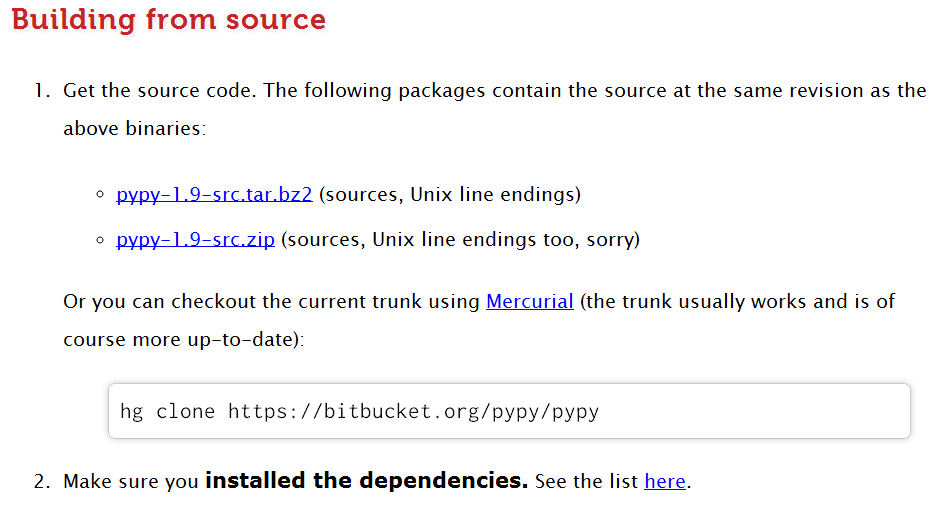 Building from source
1. Get the source code. The following packages contain the source at the same revision as the
above binaries:
pypy-1.9-src.tar.bz2 (sources, Unix line endings)
pypy-1.9-src.zip (sources, Unix line endings too, sorry)
Or you can checkout the current trunk using Mercurial (the trunk usually works and is of
course more up-to-date):
hg clone https://bitbucket.org/pypy/pypy
2. Make sure you installed the dependencies. See the list here.